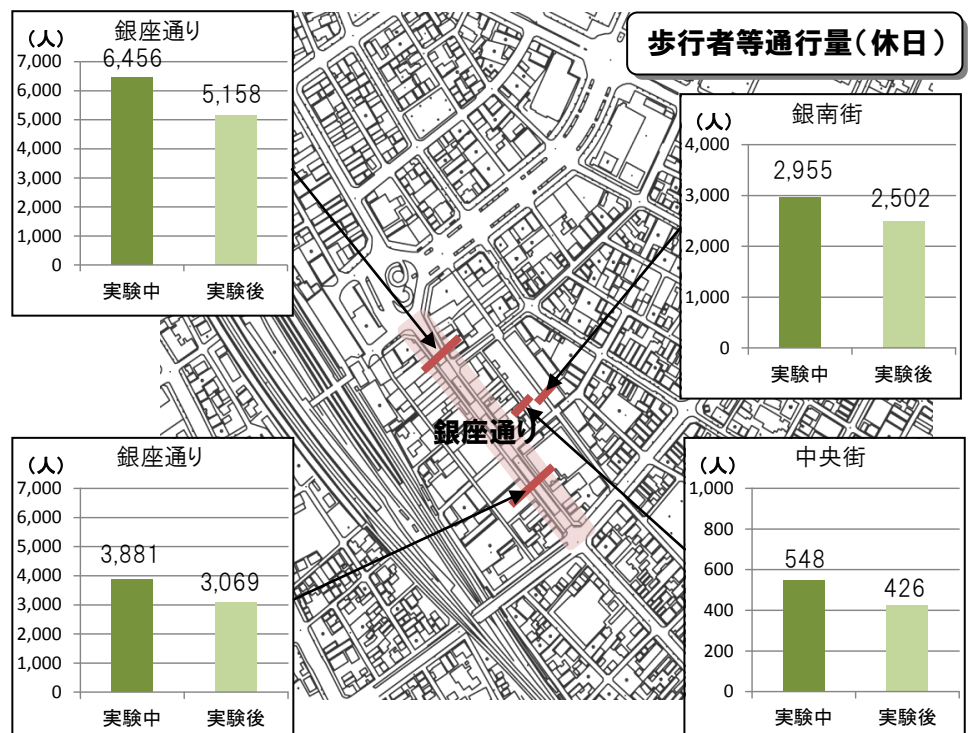 歩行者等通行量（休日）
（人）
銀座通り
7,000
6,000
5,000
4,000
3,000
2,000
1,000
0
6,456
5,158
実験中
実験後
（人）
銀南街
4,000
3,000
2,000
1,000
0
2,955
2,502
実験中
実験後
銀座通り
（人）
銀座通り
7,000
6,000
5,000
4,000
3,000
2,000
1,000
0
3,881
3,069
実験中
実験後
（人）
中央街
1,000
800
600
400
200
0
548
426
実験中
実験後